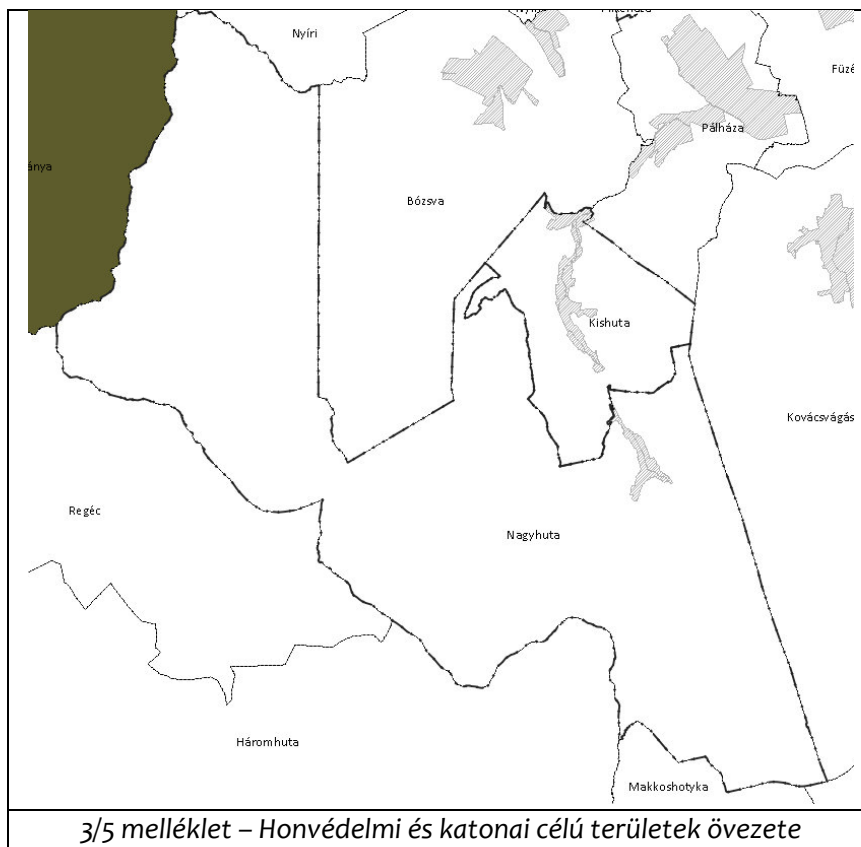 Nyíri
Füzé
Pálháza
ánya
Bózsva
Kishuta
Kovácsvágás
Regéc
Nagyhuta
Háromhuta
Makkoshotyka
3/5 melléklet – Honvédelmi és katonai célú területek övezete